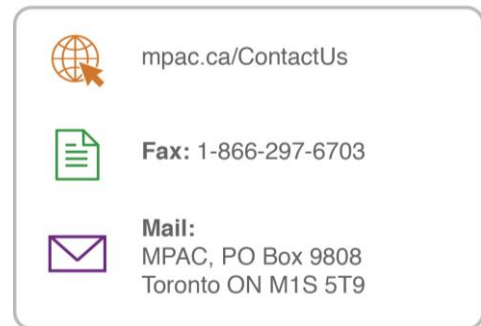 mpac.ca/ContactUs
Fax: 1-866-297-6703
Mail:
MPAC, PO Box 9808
Toronto ON M1S 5T9